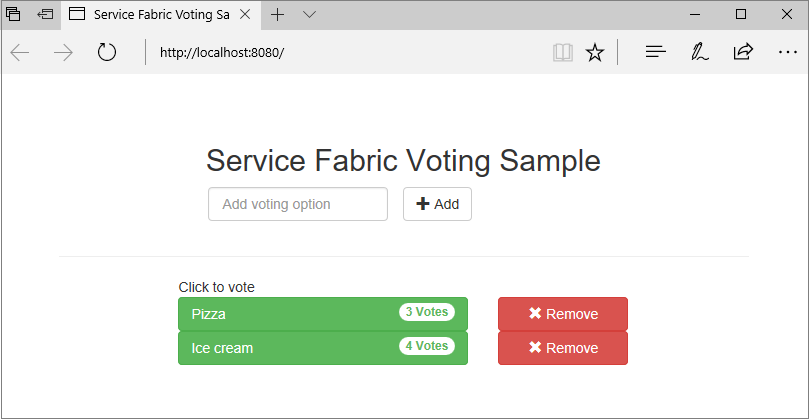 Service Fabric Voting Sa
http://localhost:8080/
Service Fabric Voting Sample
Add voting option
Add
Click to vote
Pizza 3 Votes Remove
Ice cream 4 Votes Remove